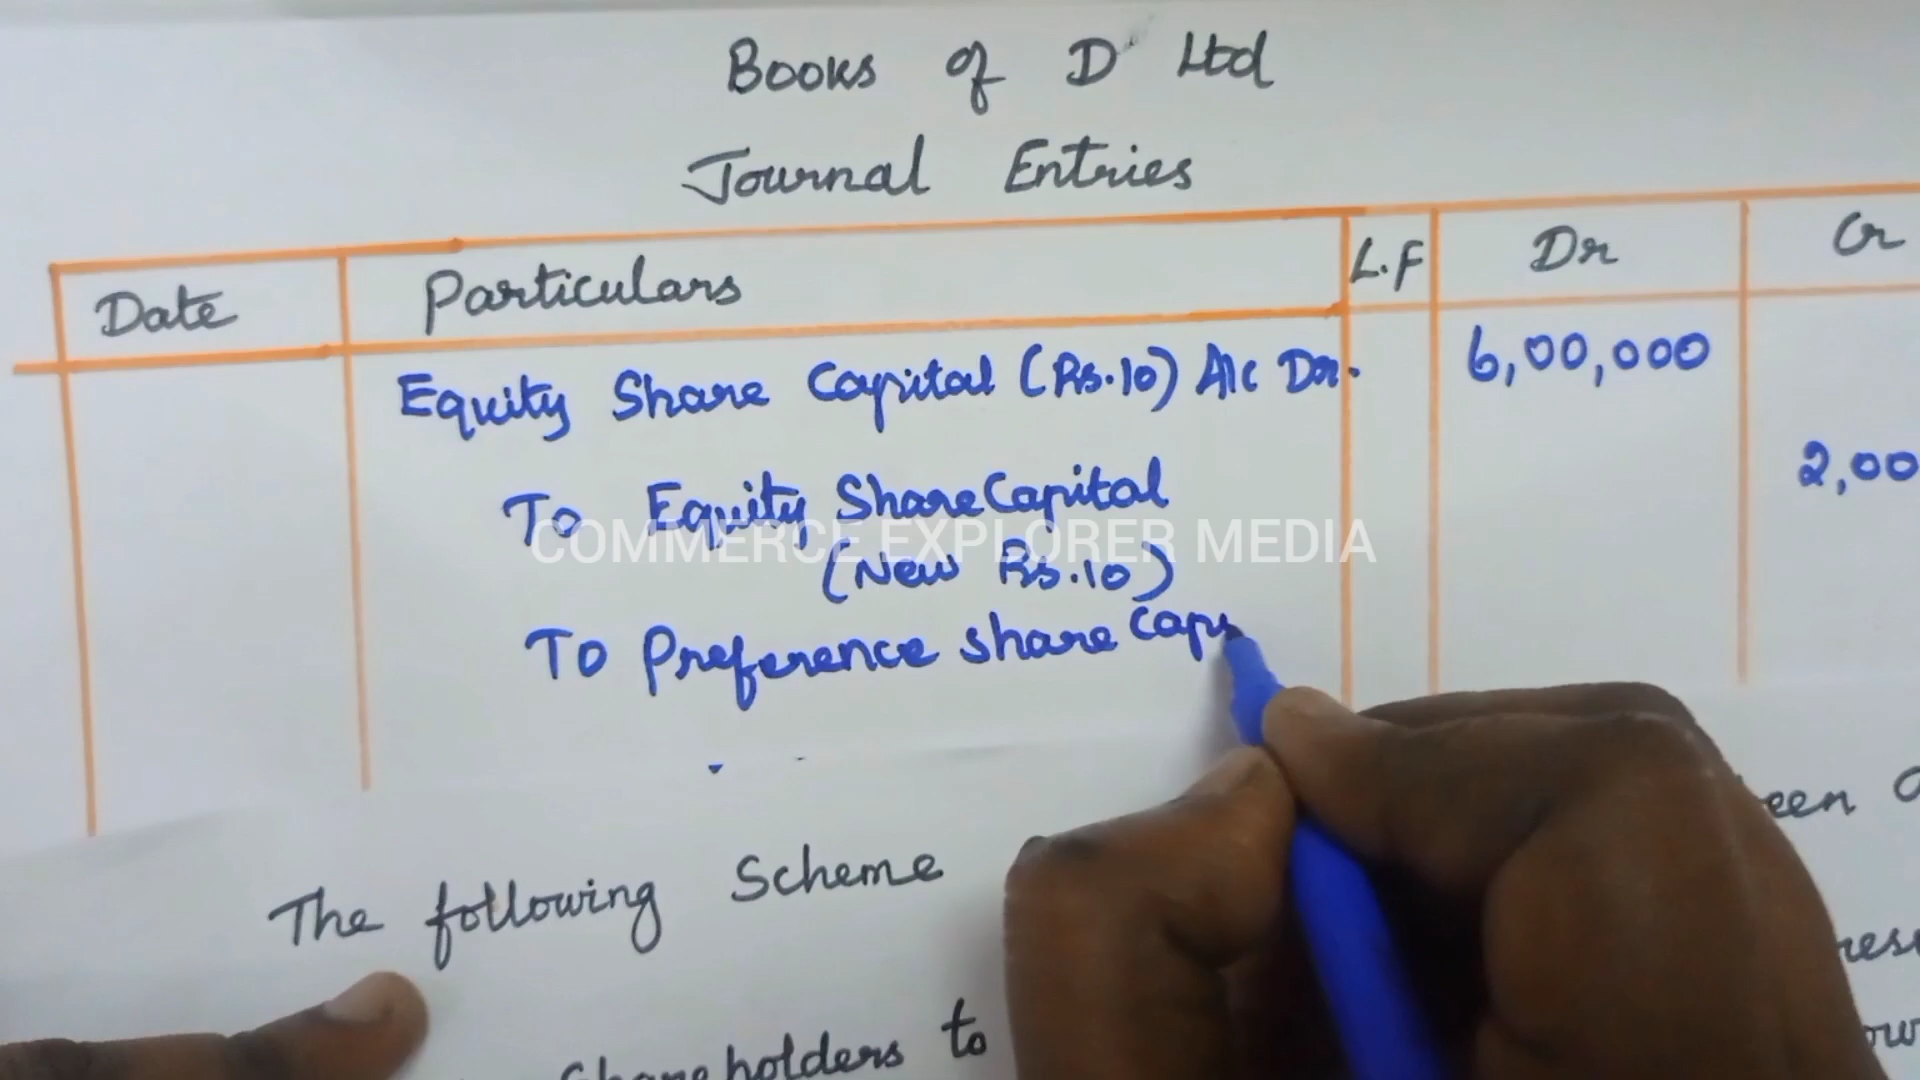 Books of D Ltd
Journal Entries
Date Particulars L.F Dr Cr
Equity Share Capital (Rs.10) A/c Dr. 6,00,000
To Equity Share Capital 2,00
(New Rs.10)
COMMERCE EXPLORER MEDIA
To Preference share Cap
The following Scheme een
Shareholders to